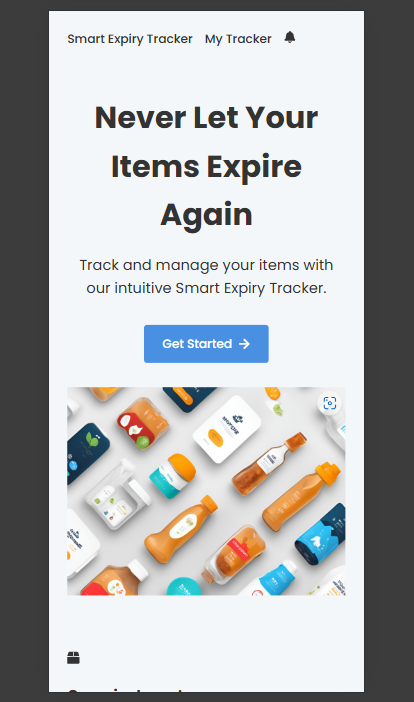 Smart Expiry Tracker My Tracker
Never Let Your
Items Expire
Again
Track and manage your items with
our intuitive Smart Expiry Tracker.
Get Started →